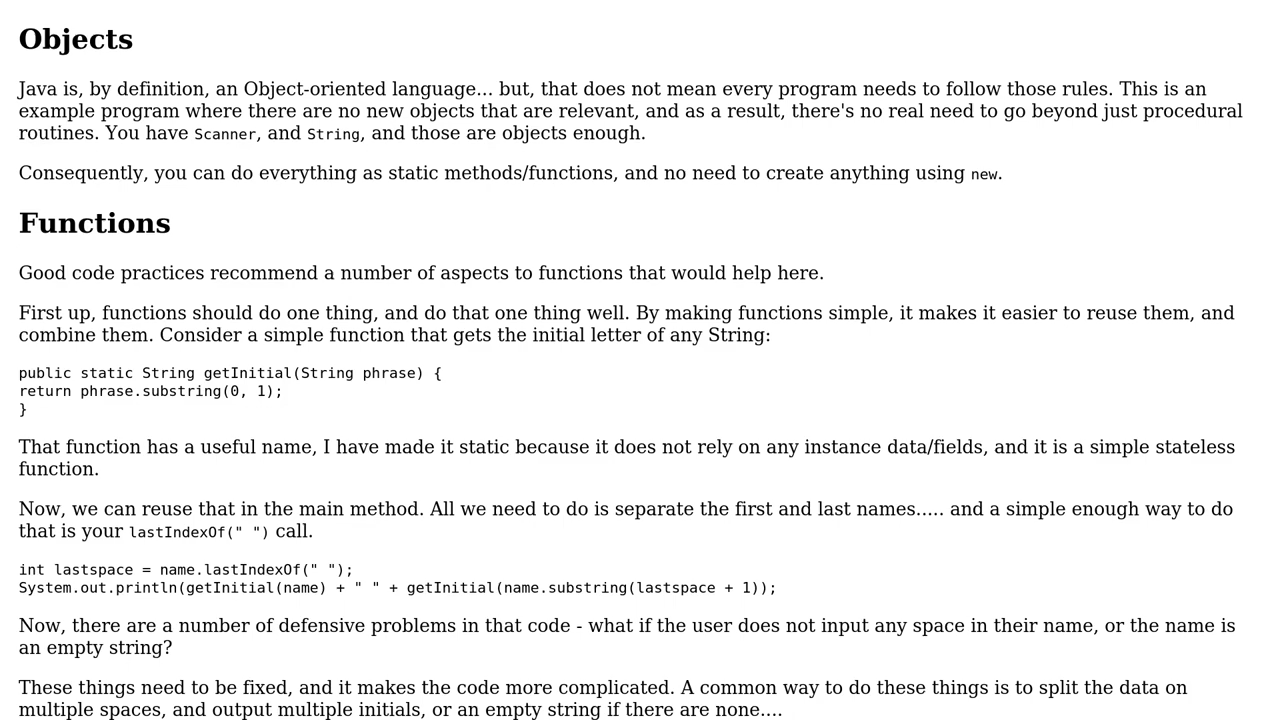 Objects
Java is, by definition, an Object-oriented language... but, that does not mean every program needs to follow those rules. This is an
example program where there are no new objects that are relevant, and as a result, there's no real need to go beyond just procedural
routines. You have Scanner, and String, and those are objects enough.
Consequently, you can do everything as static methods/functions, and no need to create anything using new.
Functions
Good code practices recommend a number of aspects to functions that would help here.
First up, functions should do one thing, and do that one thing well. By making functions simple, it makes it easier to reuse them, and
combine them. Consider a simple function that gets the initial letter of any String:
public static String getInitial(String phrase) {
return phrase.substring(0, 1);
}
That function has a useful name, I have made it static because it does not rely on any instance data/fields, and it is a simple stateless
function.
Now, we can reuse that in the main method. All we need to do is separate the first and last names..... and a simple enough way to do
that is your lastIndexOf(" ") call.
int lastspace = name.lastIndexOf(" ");
System.out.println(getInitial(name) + " " + getInitial(name.substring(lastspace + 1));
Now, there are a number of defensive problems in that code - what if the user does not input any space in their name, or the name is
an empty string?
These things need to be fixed, and it makes the code more complicated. A common way to do these things is to split the data on
multiple spaces, and output multiple initials, or an empty string if there are none....